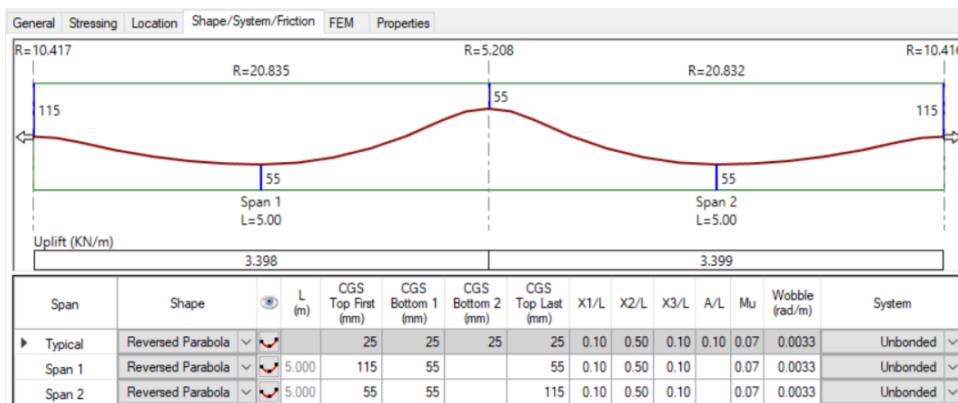 General Stressing Location Shape/System/Friction FEM Properties
R=10.417 R=5.208 R=10.416
R=20.835 R=20.832
55
115 115
55 55
Span 1 Span 2
L=5.00 L=5.00
Uplift (KN/m)
3.398 3.399
Span Shape L (m) CGS Top First (mm) CGS Bottom 1 (mm) CGS Bottom 2 (mm) CGS Top Last (mm) X1/L X2/L X3/L A/L Mu Wobble (rad/m) System
Typical Reversed Parabola 25 25 25 25 0.10 0.50 0.10 0.10 0.07 0.0033 Unbonded
Span 1 Reversed Parabola 5.000 115 55 55 0.10 0.50 0.10 0.07 0.0033 Unbonded
Span 2 Reversed Parabola 5.000 55 55 115 0.10 0.50 0.10 0.07 0.0033 Unbonded